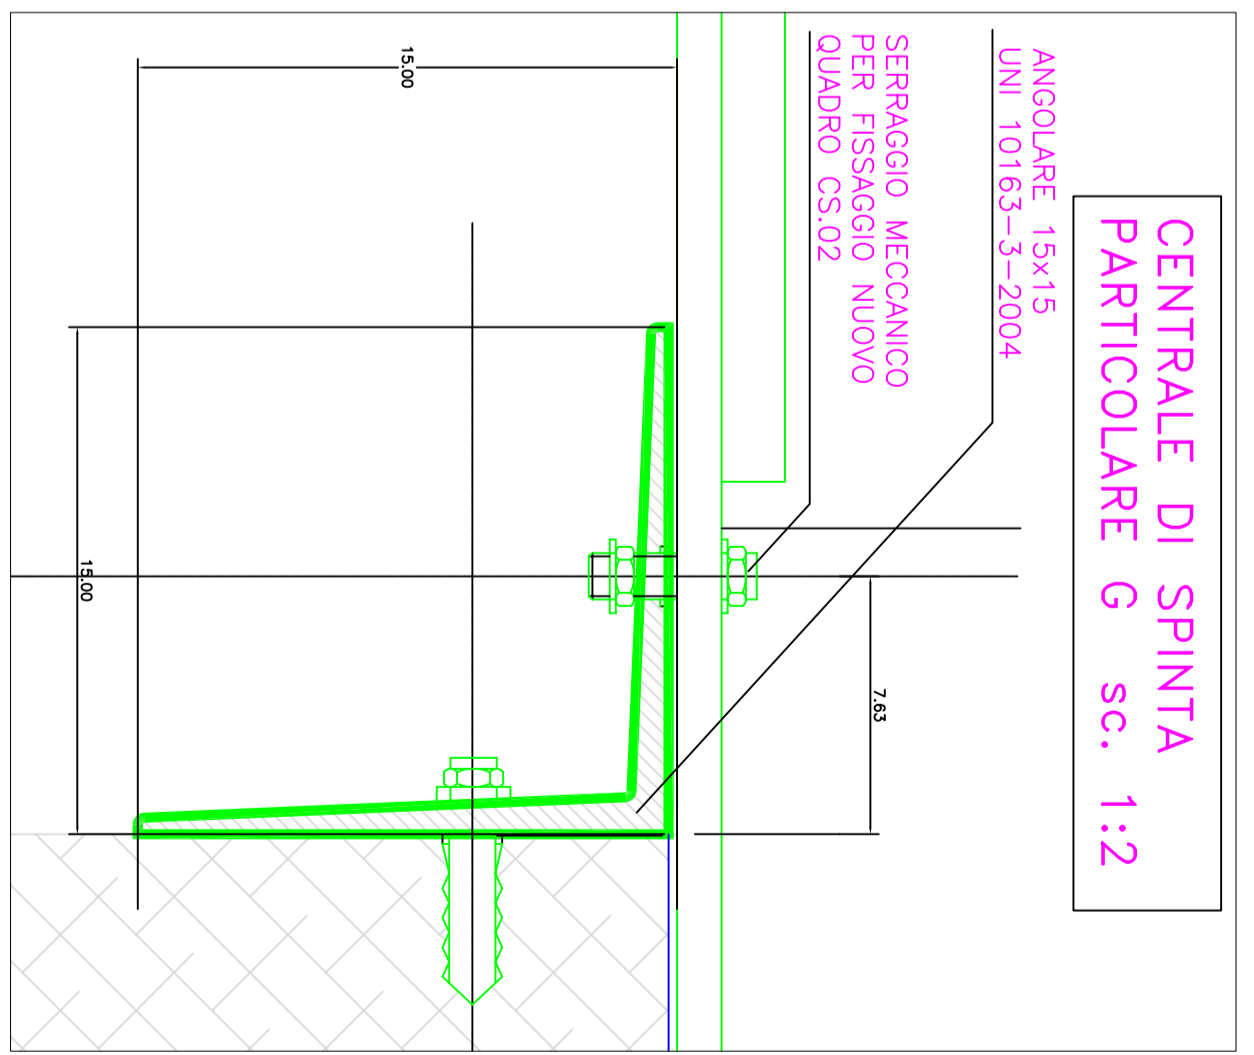 CENTRALE DI SPINTA
PARTICOLARE G sc. 1:2
ANGOLARE 15x15
UNI 10163-3-2004
SERRAGGIO MECCANICO
PER FISSAGGIO NUOVO
QUADRO CS.02
15.00
15.00
7.63